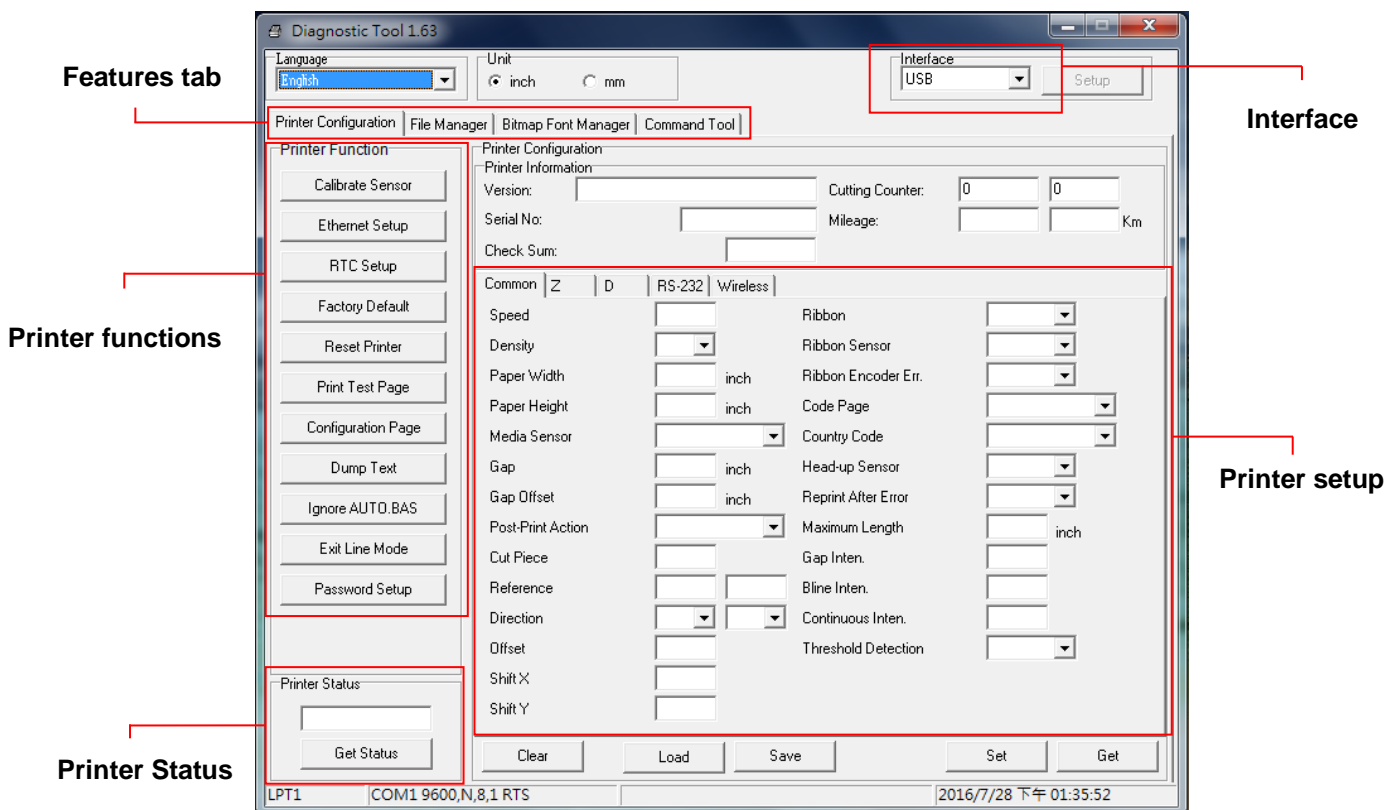 Diagnostic Tool 1.63
Language
English
Unit
inch
mm
Interface
USB
Setup
Features tab
Interface
Printer Configuration
File Manager
Bitmap Font Manager
Command Tool
Printer Function
Calibrate Sensor
Ethernet Setup
RTC Setup
Factory Default
Reset Printer
Print Test Page
Configuration Page
Dump Text
Ignore AUTO.BAS
Exit Line Mode
Password Setup
Printer functions
Printer Configuration
Printer Information
Version:
Cutting Counter:
0
0
Serial No:
Mileage:
Km
Check Sum:
Common
Z
D
RS-232
Wireless
Speed
Ribbon
Density
Ribbon Sensor
Paper Width
inch
Ribbon Encoder Err.
Paper Height
inch
Code Page
Media Sensor
Country Code
Gap
inch
Head-up Sensor
Gap Offset
inch
Reprint After Error
Post-Print Action
Maximum Length
inch
Cut Piece
Gap Inten.
Reference
Bline Inten.
Direction
Continuous Inten.
Offset
Threshold Detection
Shift X
Shift Y
Printer setup
Printer Status
Get Status
Printer Status
Clear
Load
Save
Set
Get
LPT1
COM1 9600,N,8,1 RTS
2016/7/28 下午 01:35:52